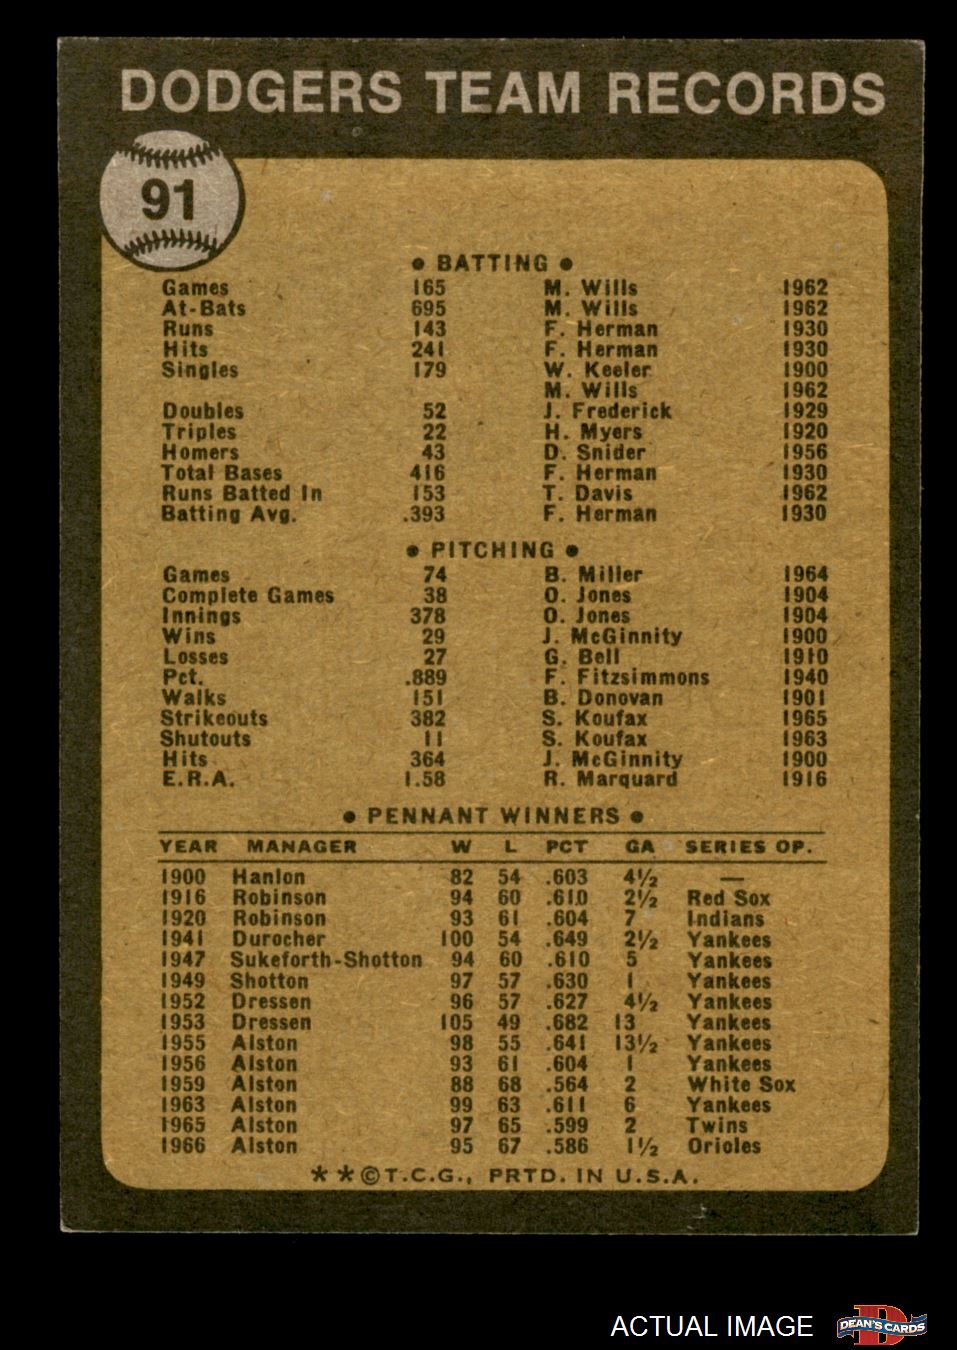 DODGERS TEAM RECORDS
91
• BATTING •
Games 165 M. Wills 1962
At-Bats 695 M. Wills 1962
Runs 143 F. Herman 1930
Hits 241 F. Herman 1930
Singles 179 W. Keeler 1900
M. Wills 1962
Doubles 52 J. Frederick 1929
Triples 22 H. Myers 1920
Homers 43 D. Snider 1956
Total Bases 416 F. Herman 1930
Runs Batted In 153 T. Davis 1962
Batting Avg. .393 F. Herman 1930
• PITCHING •
Games 74 B. Miller 1964
Complete Games 38 O. Jones 1904
Innings 378 O. Jones 1904
Wins 29 J. McGinnity 1900
Losses 27 G. Bell 1910
Pct. .889 F. Fitzsimmons 1940
Walks 151 B. Donovan 1901
Strikeouts 382 S. Koufax 1965
Shutouts 11 S. Koufax 1963
Hits 364 J. McGinnity 1900
E.R.A. 1.58 R. Marquard 1916
• PENNANT WINNERS •
YEAR MANAGER W L PCT GA SERIES OP.
1900 Hanlon 82 54 .603 4½ —
1916 Robinson 94 60 .610 2½ Red Sox
1920 Robinson 93 61 .604 7 Indians
1941 Durocher 100 54 .649 2½ Yankees
1947 Sukeforth-Shotton 94 60 .610 5 Yankees
1949 Shotton 97 57 .630 1 Yankees
1952 Dressen 96 57 .627 4½ Yankees
1953 Dressen 105 49 .682 13 Yankees
1955 Alston 98 55 .641 13½ Yankees
1956 Alston 93 61 .604 1 Yankees
1959 Alston 88 68 .564 2 White Sox
1963 Alston 99 63 .611 6 Yankees
1965 Alston 97 65 .599 2 Twins
1966 Alston 95 67 .586 1½ Orioles
**©T.C.G., PRTD. IN U.S.A.
ACTUAL IMAGE
D
DEAN'S CARDS